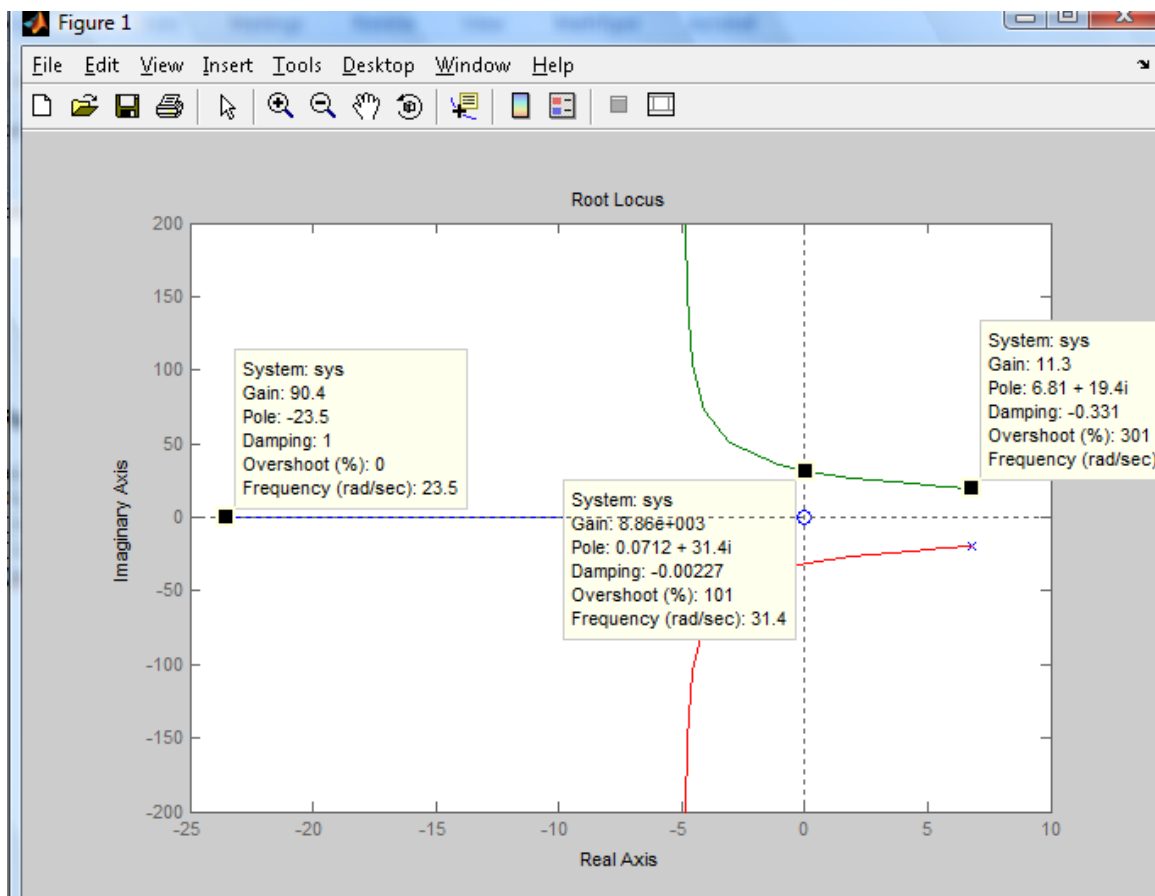 Figure 1
File Edit View Insert Tools Desktop Window Help
Root Locus
200
150
100
50
0
-50
-100
-150
-200
Imaginary Axis
System: sys
Gain: 90.4
Pole: -23.5
Damping: 1
Overshoot (%): 0
Frequency (rad/sec): 23.5
System: sys
Gain: 8.86e+003
Pole: 0.0712 + 31.4i
Damping: -0.00227
Overshoot (%): 101
Frequency (rad/sec): 31.4
System: sys
Gain: 11.3
Pole: 6.81 + 19.4i
Damping: -0.331
Overshoot (%): 301
Frequency (rad/sec)
-25 -20 -15 -10 -5 0 5 10
Real Axis